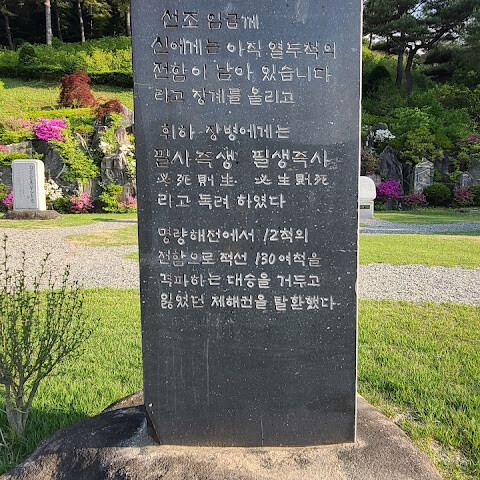 선조 임금께
신에게는 아직 열두척의
전함이 남아 있습니다
라고 장계를 올리고
휘하 장병에게는
필사즉생 필생즉사
必死則生 必生則死
라고 독려 하였다
명량해전에서 12척의
전함으로 적선 130여척을
격파하는 대승을 거두고
잃었던 제해권을 탈환했다